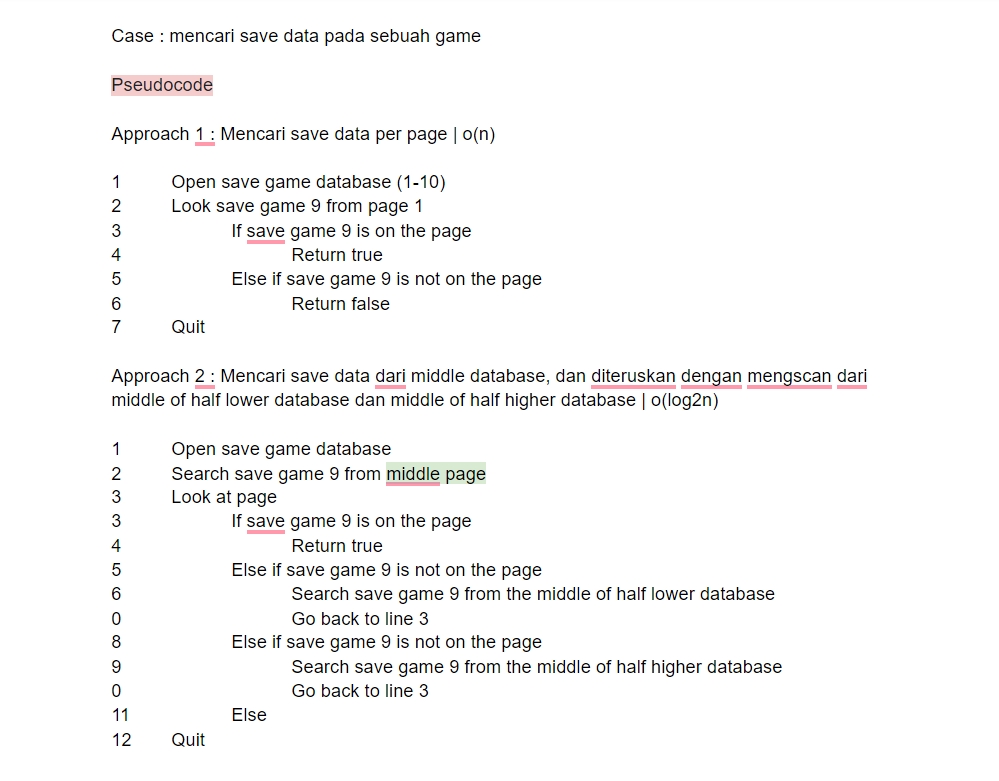 Case : mencari save data pada sebuah game
Pseudocode
Approach 1 : Mencari save data per page | o(n)
1 Open save game database (1-10)
2 Look save game 9 from page 1
3 If save game 9 is on the page
4 Return true
5 Else if save game 9 is not on the page
6 Return false
7 Quit
Approach 2 : Mencari save data dari middle database, dan diteruskan dengan mengscan dari
middle of half lower database dan middle of half higher database | o(log2n)
1 Open save game database
2 Search save game 9 from middle page
3 Look at page
3 If save game 9 is on the page
4 Return true
5 Else if save game 9 is not on the page
6 Search save game 9 from the middle of half lower database
0 Go back to line 3
8 Else if save game 9 is not on the page
9 Search save game 9 from the middle of half higher database
0 Go back to line 3
11 Else
12 Quit